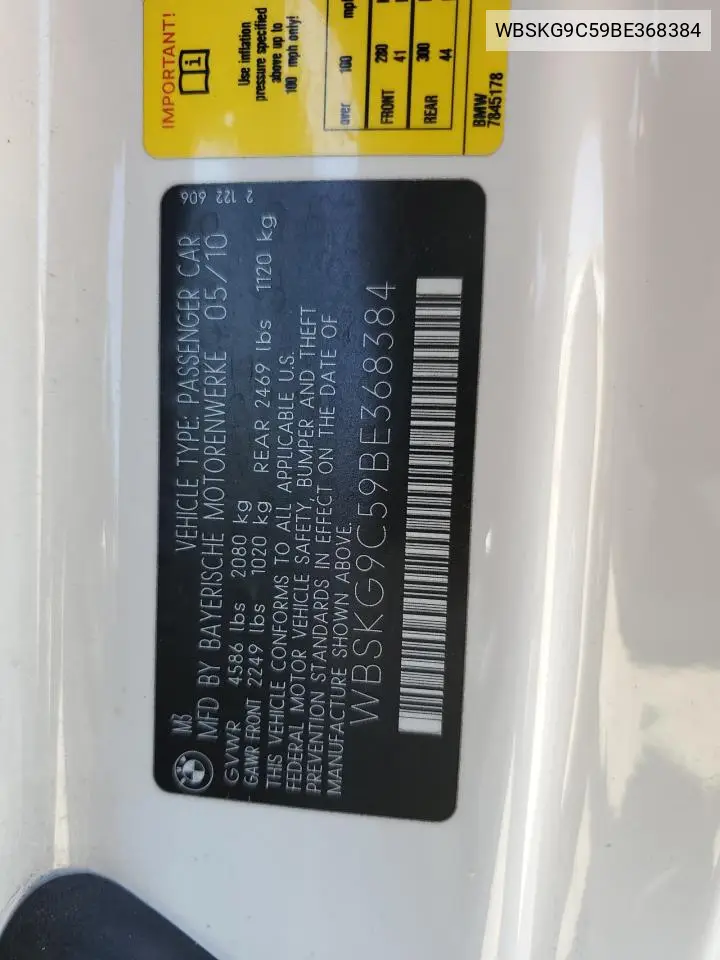 WBSKG9C59BE368384
IMPORTANT!
Use inflation
pressure specified
above up to
100 mph only!
over 100 mph
FRONT 280
41
REAR 300
44
BMW
7845178
M3 VEHICLE TYPE: PASSENGER CAR
MFD BY BAYERISCHE MOTORENWERKE 05/10
GVWR 4586 lbs 2080 kg
GAWR FRONT 2249 lbs 1020 kg REAR 2469 lbs 1120 kg
THIS VEHICLE CONFORMS TO ALL APPLICABLE U.S.
FEDERAL MOTOR VEHICLE SAFETY, BUMPER AND THEFT
PREVENTION STANDARDS IN EFFECT ON THE DATE OF
MANUFACTURE SHOWN ABOVE.
WBSKG9C59BE368384
2 122 606